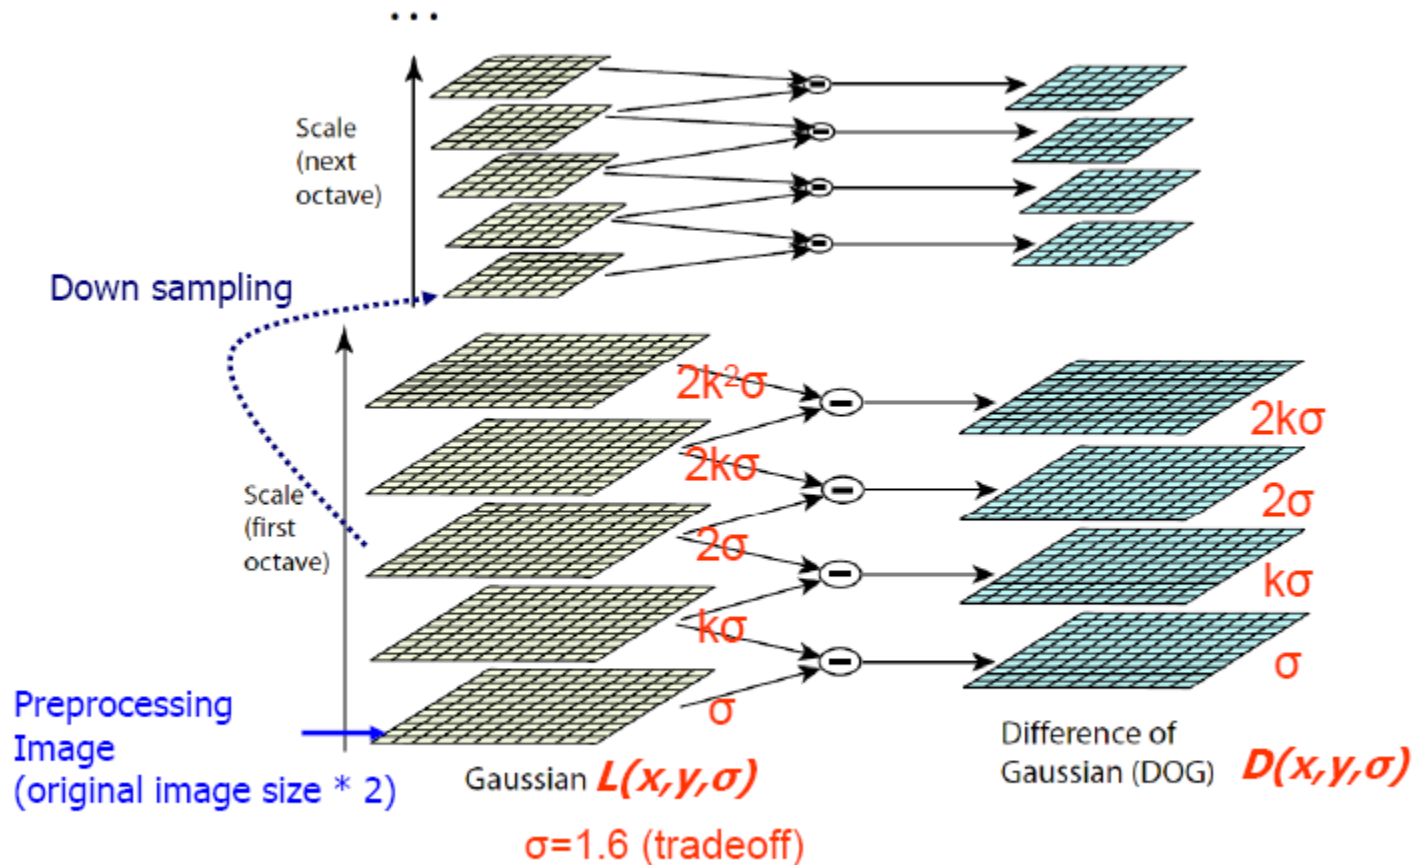 ...
Scale
(next
octave)
Down sampling
2k²σ
2kσ
2kσ
Scale
(first
octave)
2σ
2σ
kσ
kσ
σ
σ
Preprocessing
Image
(original image size * 2)
Gaussian L(x,y,σ)
Difference of
Gaussian (DOG) D(x,y,σ)
σ=1.6 (tradeoff)